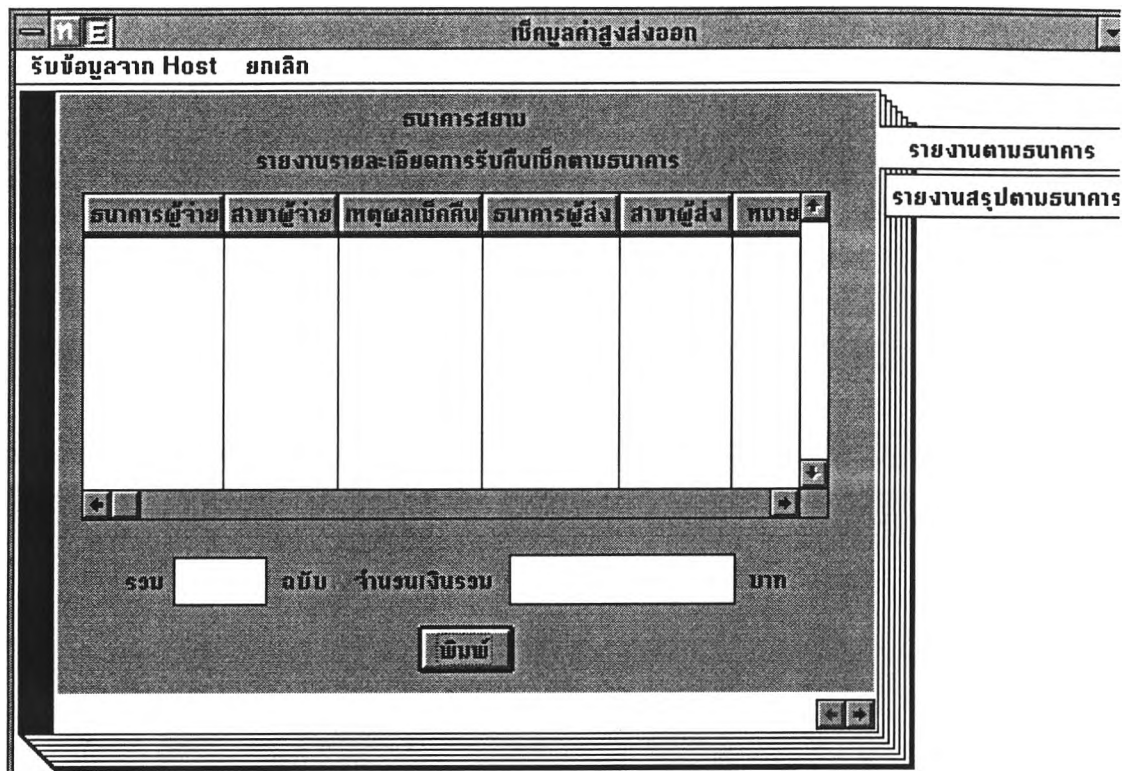 ท E เช็คมูลค่าสูงส่งออก
รับข้อมูลจาก Host ยกเลิก
ธนาคารสยาม
รายงานรายละเอียดการรับคืนเช็คตามธนาคาร
รายงานตามธนาคาร
รายงานสรุปตามธนาคาร
ธนาคารผู้จ่าย สาขาผู้จ่าย เหตุผลเช็คคืน ธนาคารผู้ส่ง สาขาผู้ส่ง หมาย
รวม ฉบับ จำนวนเงินรวม บาท
พิมพ์